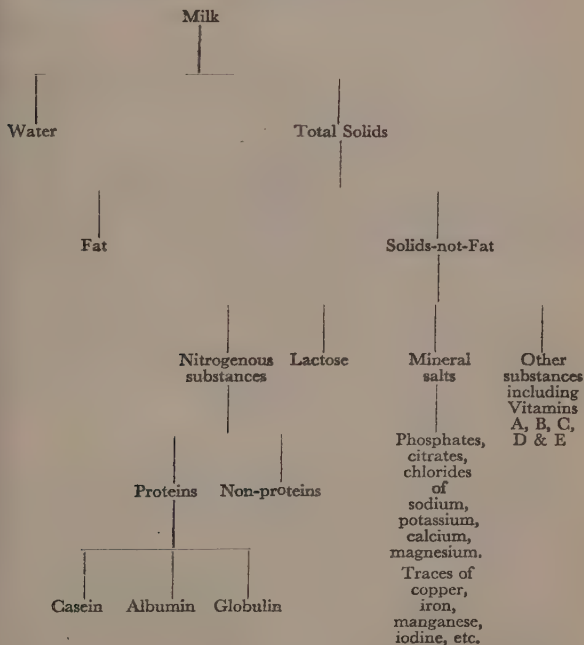 Milk
Water
Total Solids
Fat
Solids-not-Fat
Nitrogenous
substances
Lactose
Mineral
salts
Other
substances
including
Vitamins
A, B, C,
D & E
Phosphates,
citrates,
chlorides
of
sodium,
potassium,
calcium,
magnesium.
Traces of
copper,
iron,
manganese,
iodine, etc.
Proteins
Non-proteins
Casein
Albumin
Globulin